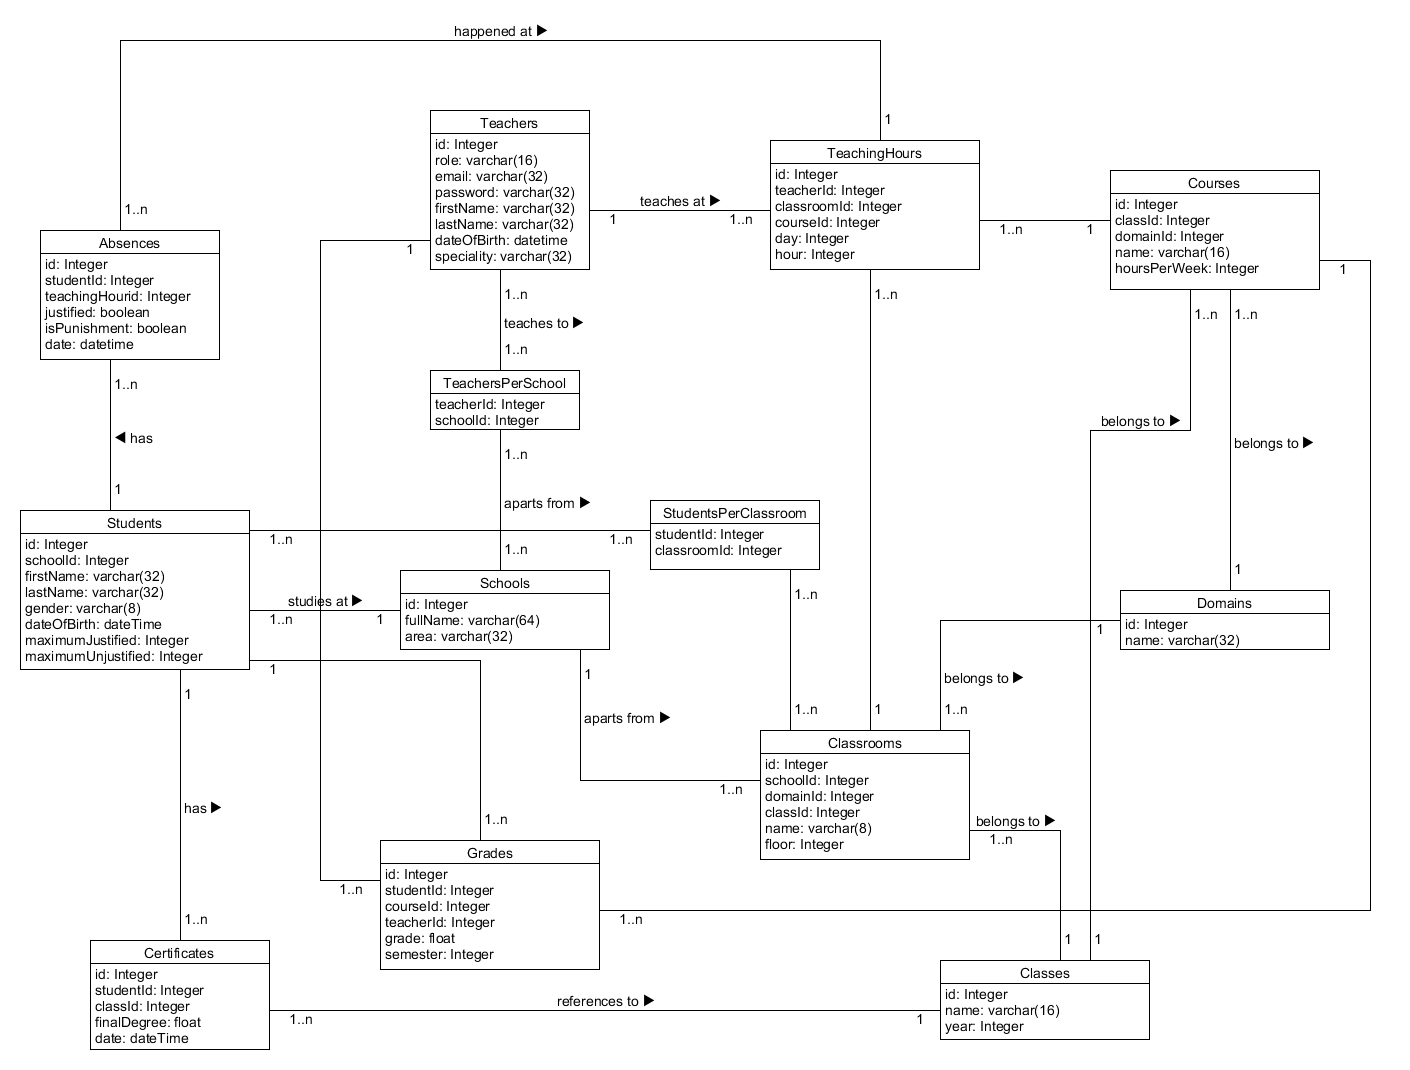 happened at ▶
1
1..n
Teachers
id: Integer
role: varchar(16)
email: varchar(32)
password: varchar(32)
firstName: varchar(32)
lastName: varchar(32)
dateOfBirth: datetime
speciality: varchar(32)
teaches at ▶
1
1..n
TeachingHours
id: Integer
teacherId: Integer
classroomId: Integer
courseId: Integer
day: Integer
hour: Integer
1..n
1
Courses
id: Integer
classId: Integer
domainId: Integer
name: varchar(16)
hoursPerWeek: Integer
1
1
Absences
id: Integer
studentId: Integer
teachingHourid: Integer
justified: boolean
isPunishment: boolean
date: datetime
1..n
teaches to ▶
1..n
1..n
1..n
1..n
TeachersPerSchool
teacherId: Integer
schoolId: Integer
1..n
belongs to ▶
belongs to ▶
1..n
◀ has
1
1..n
aparts from ▶
1..n
Students
id: Integer
schoolId: Integer
firstName: varchar(32)
lastName: varchar(32)
gender: varchar(8)
dateOfBirth: dateTime
maximumJustified: Integer
maximumUnjustified: Integer
1..n
1..n
StudentsPerClassroom
studentId: Integer
classroomId: Integer
studies at ▶
1..n
1
Schools
id: Integer
fullName: varchar(64)
area: varchar(32)
1..n
1
Domains
id: Integer
name: varchar(32)
1
1
1
1
aparts from ▶
1..n
1..n
1
belongs to ▶
1..n
Classrooms
id: Integer
schoolId: Integer
domainId: Integer
classId: Integer
name: varchar(8)
floor: Integer
belongs to ▶
1..n
has ▶
1..n
1..n
Grades
id: Integer
studentId: Integer
courseId: Integer
teacherId: Integer
grade: float
semester: Integer
1..n
1..n
1
1
Certificates
id: Integer
studentId: Integer
classId: Integer
finalDegree: float
date: dateTime
references to ▶
1..n
1
Classes
id: Integer
name: varchar(16)
year: Integer